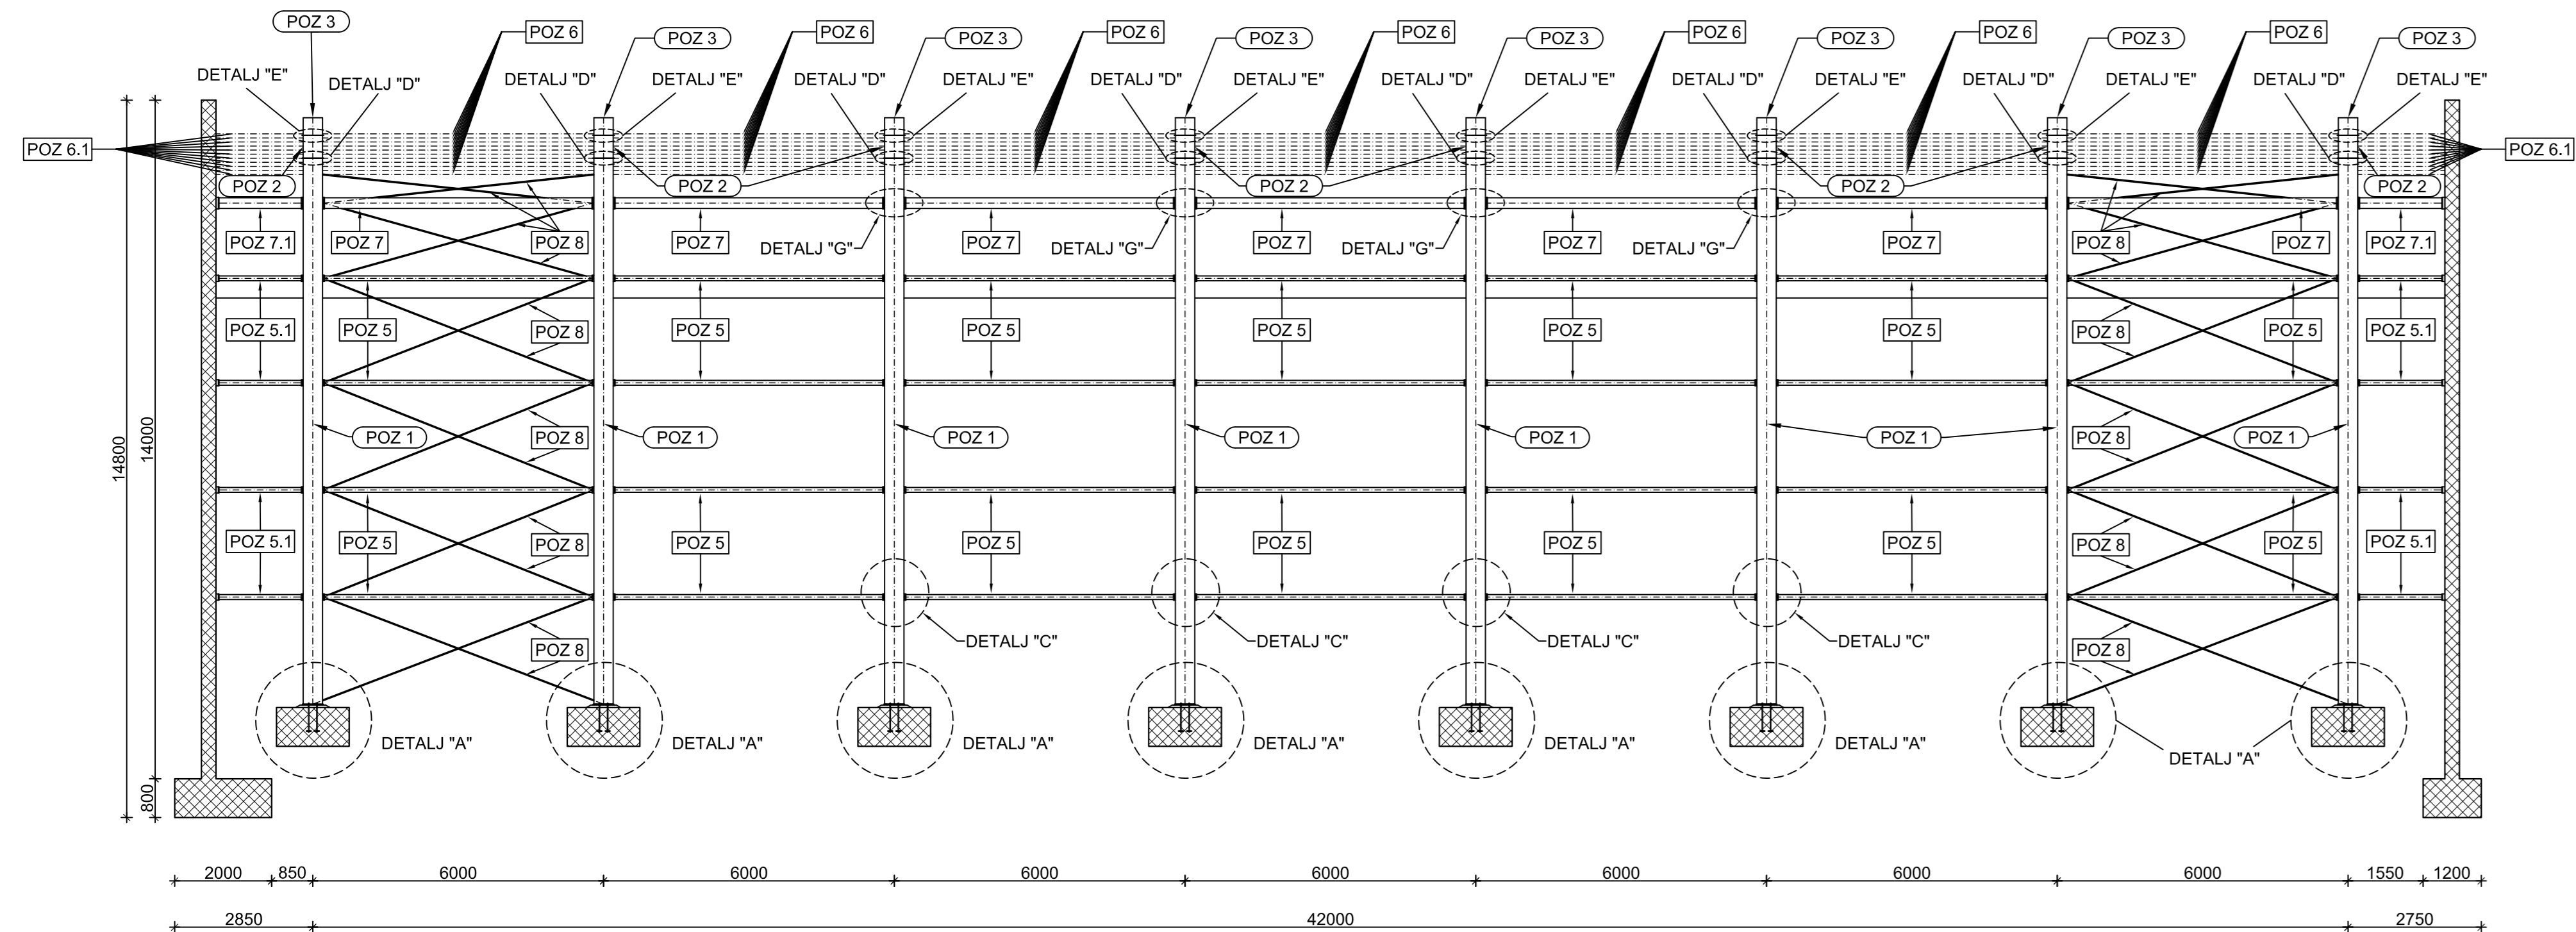 POZ 3
POZ 6 POZ 3 POZ 6 POZ 3 POZ 6 POZ 3 POZ 6 POZ 3 POZ 6 POZ 3 POZ 6 POZ 3 POZ 6 POZ 3
DETALJ "E" DETALJ "D" DETALJ "D" DETALJ "E" DETALJ "D" DETALJ "E" DETALJ "D" DETALJ "E" DETALJ "D" DETALJ "E" DETALJ "D" DETALJ "E" DETALJ "D" DETALJ "E" DETALJ "D" DETALJ "E"
POZ 6.1 POZ 6.1
POZ 2 POZ 2 POZ 2 POZ 2 POZ 2
POZ 7.1 POZ 7 POZ 8 POZ 7 DETALJ "G" POZ 7 DETALJ "G" POZ 7 DETALJ "G" POZ 7 DETALJ "G" POZ 7 POZ 8 POZ 7 POZ 7.1
POZ 5.1 POZ 5 POZ 8 POZ 5 POZ 5 POZ 5 POZ 5 POZ 5 POZ 8 POZ 5 POZ 5.1
14800 14000
POZ 1 POZ 8 POZ 1 POZ 1 POZ 1 POZ 1 POZ 1 POZ 8 POZ 1
POZ 5.1 POZ 5 POZ 8 POZ 5 POZ 5 POZ 5 POZ 5 POZ 5 POZ 8 POZ 5 POZ 5.1
POZ 8 DETALJ "C" DETALJ "C" DETALJ "C" DETALJ "C" POZ 8
DETALJ "A" DETALJ "A" DETALJ "A" DETALJ "A" DETALJ "A" DETALJ "A" DETALJ "A"
800
2000 850 6000 6000 6000 6000 6000 6000 6000 1550 1200
2850 42000 2750